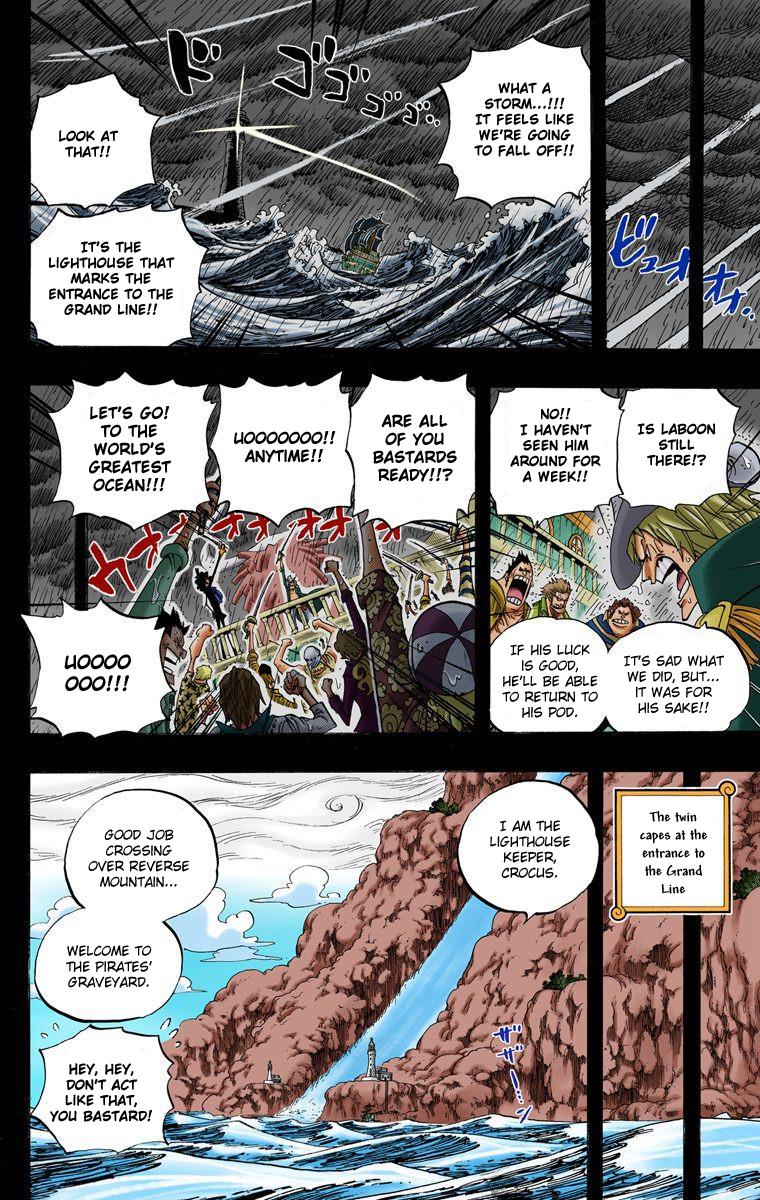 WHAT A
STORM...!!!
IT FEELS LIKE
WE'RE GOING
TO FALL OFF!!
ゴゴゴゴゴ...
ド
LOOK AT
THAT!!
IT'S THE
LIGHTHOUSE THAT
MARKS THE
ENTRANCE TO THE
GRAND LINE!!
ビュオオオ...
IS LABOON
STILL
THERE!?
NO!!
I HAVEN'T
SEEN HIM
AROUND FOR
A WEEK!!
IT'S SAD WHAT
WE DID, BUT...
IT WAS FOR
HIS SAKE!!
IF HIS LUCK
IS GOOD,
HE'LL BE ABLE
TO RETURN TO
HIS POD.
ARE ALL
OF YOU
BASTARDS
READY!!?
UOOOOOOO!!
ANYTIME!!
LET'S GO!
TO THE
WORLD'S
GREATEST
OCEAN!!!
ウオオオオオオ
UOOOO
OOO!!!
The twin
capes at the
entrance to
the Grand
Line
I AM THE
LIGHTHOUSE
KEEPER,
CROCUS.
ザザー...ン
GOOD JOB
CROSSING
OVER REVERSE
MOUNTAIN...
WELCOME TO
THE PIRATES'
GRAVEYARD.
HEY, HEY,
DON'T ACT
LIKE THAT,
YOU BASTARD!